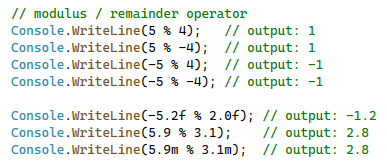 // modulus / remainder operator
Console.WriteLine(5 % 4);   // output: 1
Console.WriteLine(5 % -4);  // output: 1
Console.WriteLine(-5 % 4);  // output: -1
Console.WriteLine(-5 % -4); // output: -1

Console.WriteLine(-5.2f % 2.0f); // output: -1.2
Console.WriteLine(5.9 % 3.1);    // output: 2.8
Console.WriteLine(5.9m % 3.1m);  // output: 2.8